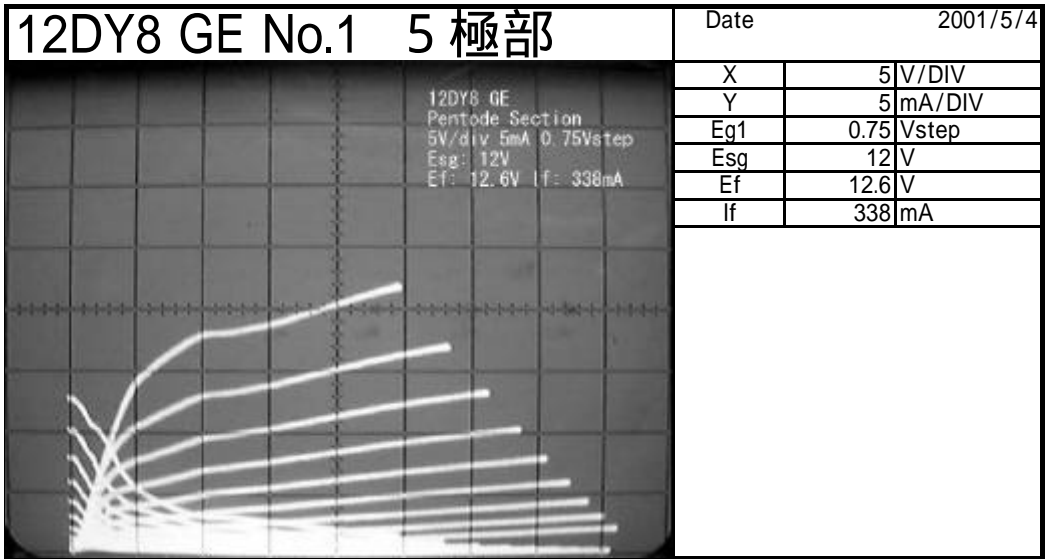 12DY8 GE No.1 5 極部
Date 2001/5/4
X 5 V/DIV
Y 5 mA/DIV
Eg1 0.75 Vstep
Esg 12 V
Ef 12.6 V
If 338 mA
12DY8 GE
Pentode Section
5V/div 5mA 0.75Vstep
Esg: 12V
Ef: 12.6V If: 338mA